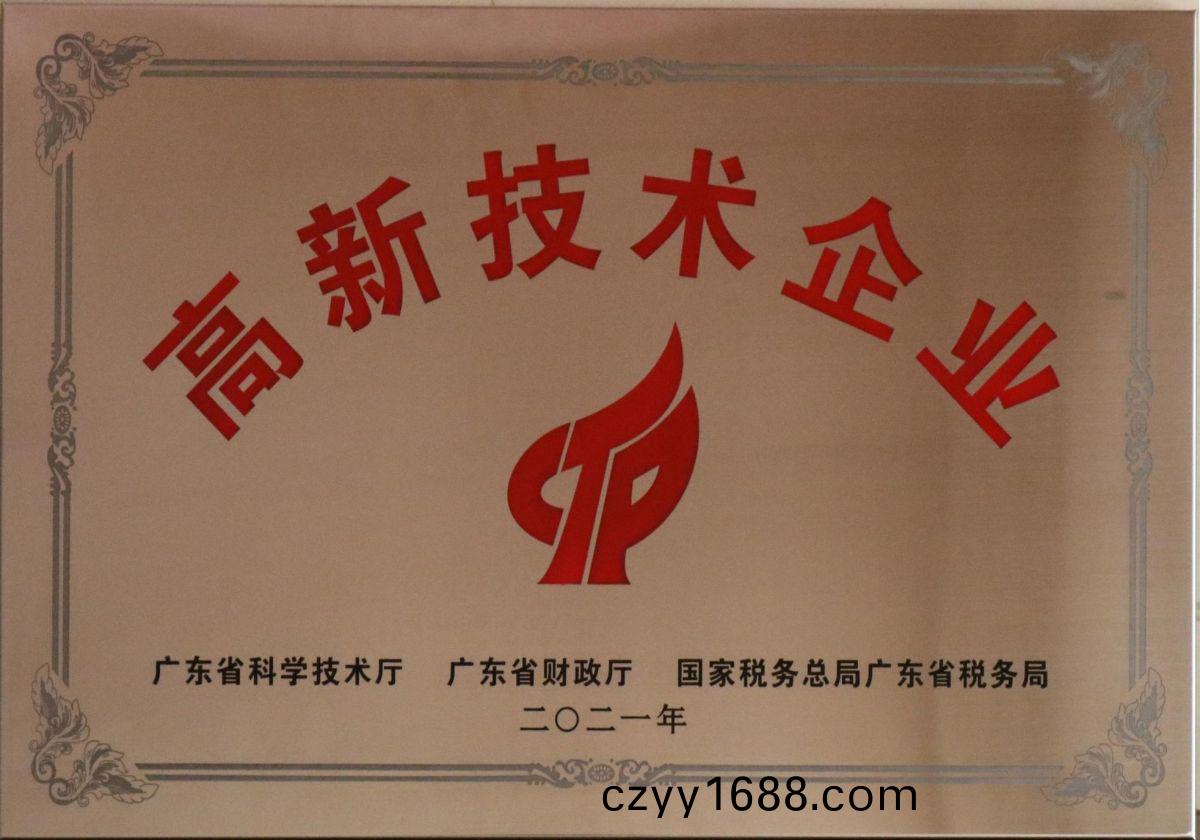 高新技术企业
广东省科学技术厅 广东省财政厅 国家税务总局广东省税务局
二〇二一年
czyy1688.com